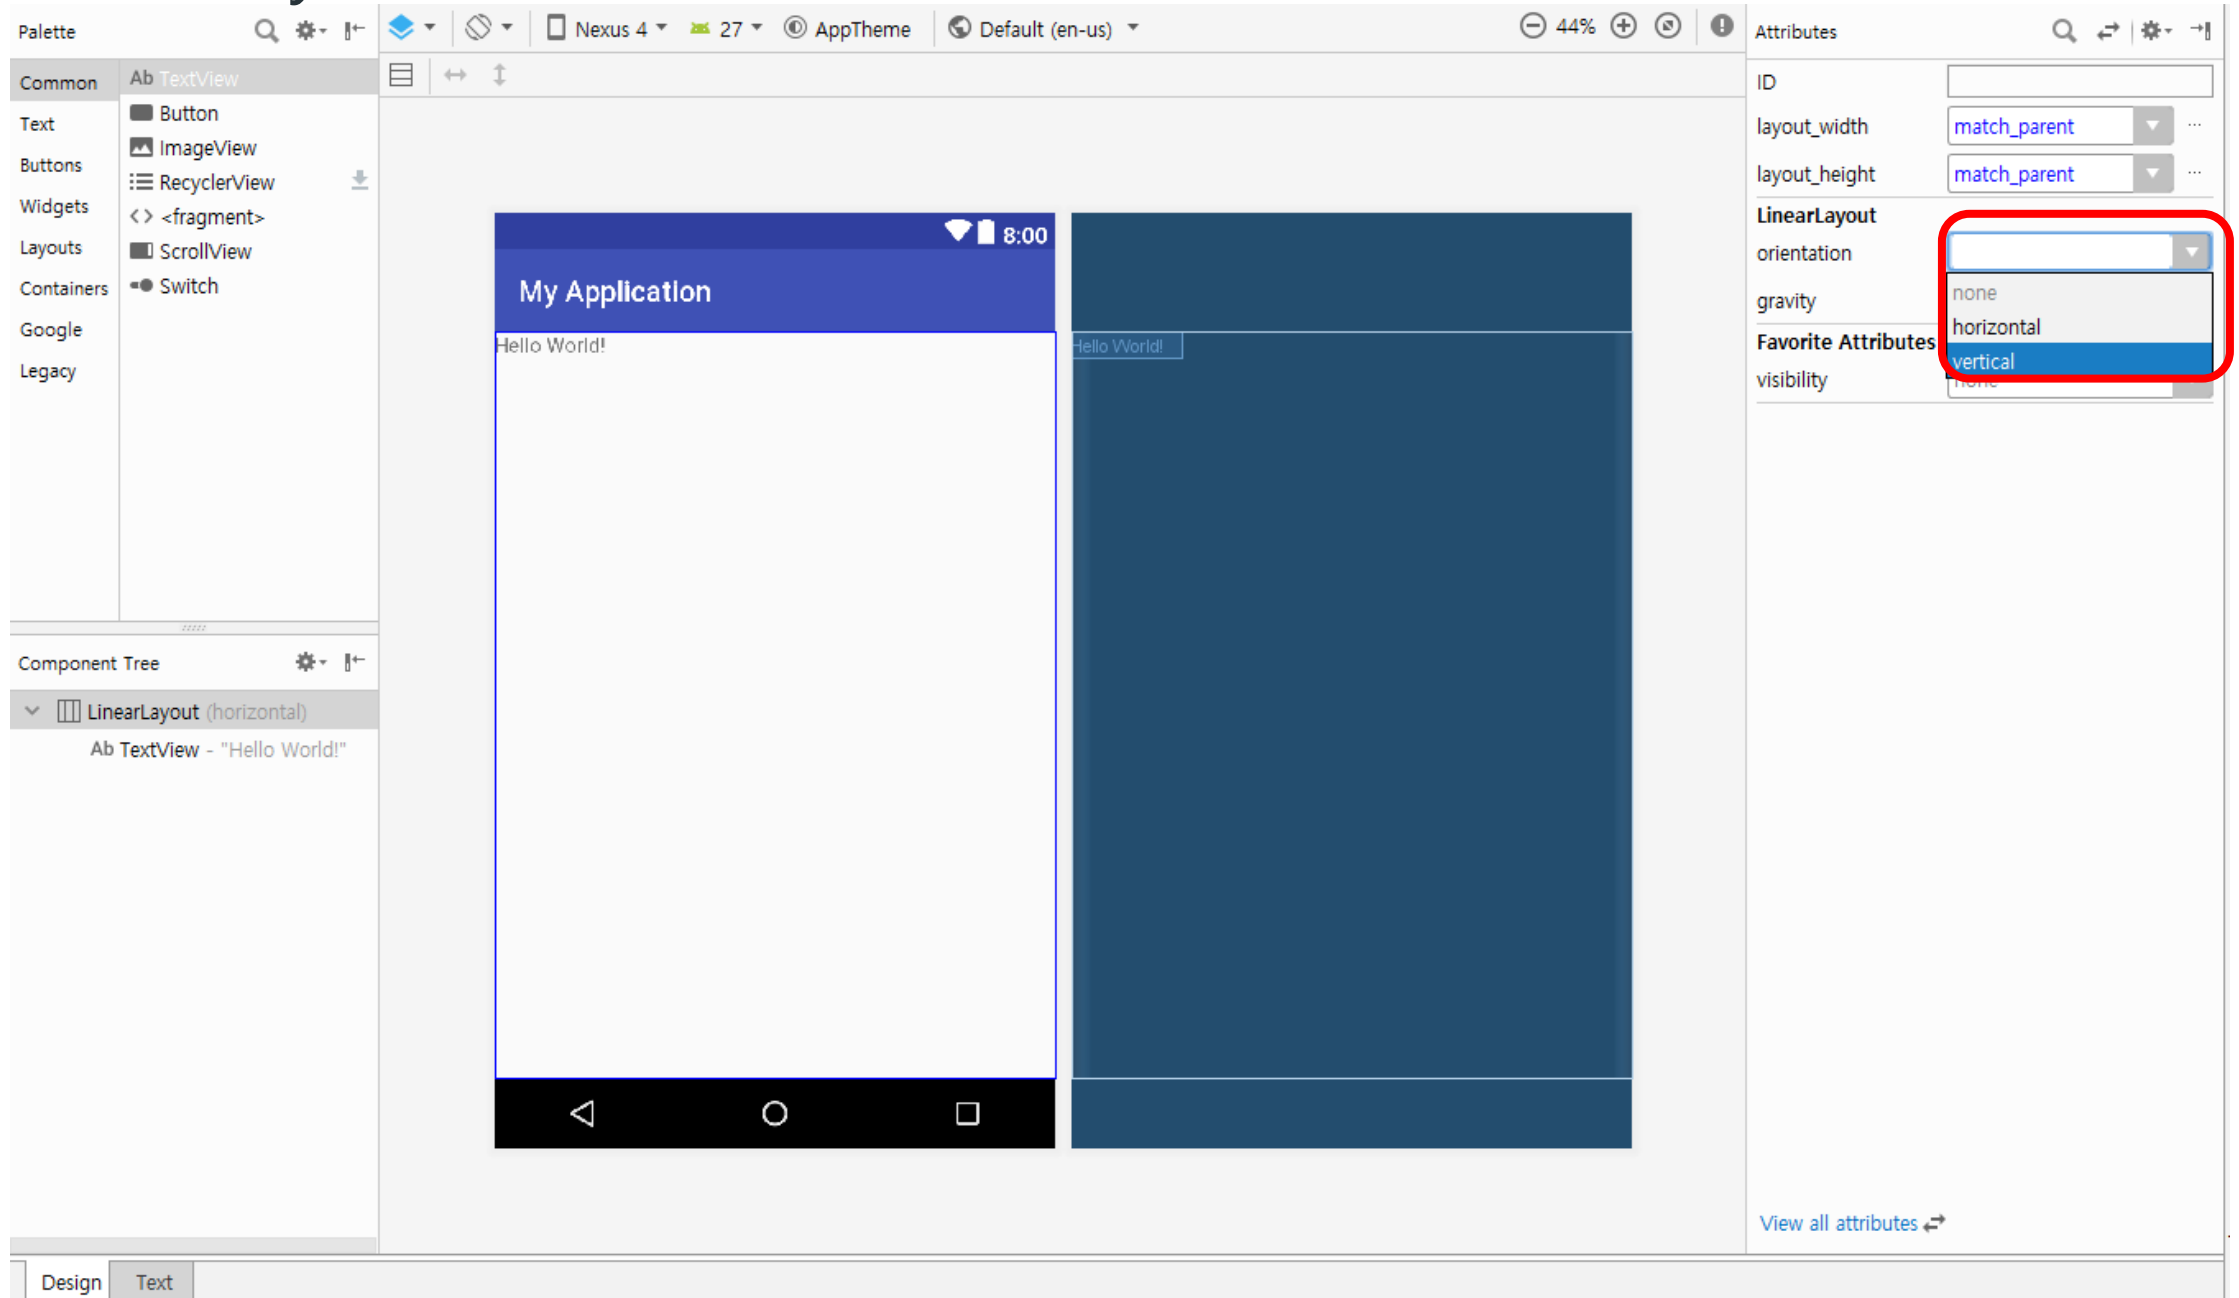 Palette
Nexus 4
27
AppTheme
Default (en-us)
44%
Attributes
Common
Text
Buttons
Widgets
Layouts
Containers
Google
Legacy
Ab TextView
Button
ImageView
RecyclerView
<fragment>
ScrollView
Switch
Component Tree
LinearLayout (horizontal)
Ab TextView - "Hello World!"
8:00
My Application
Hello World!
Hello World!
ID
layout_width match_parent ...
layout_height match_parent ...
LinearLayout
orientation
none
horizontal
vertical
gravity
Favorite Attributes
visibility none
View all attributes
Design Text